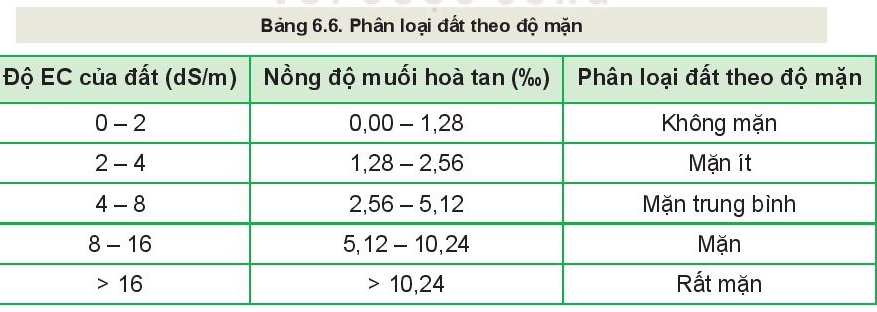 Bảng 6.6. Phân loại đất theo độ mặn
Độ EC của đất (dS/m) Nồng độ muối hoà tan (‰) Phân loại đất theo độ mặn
0 – 2 0,00 – 1,28 Không mặn
2 – 4 1,28 – 2,56 Mặn ít
4 – 8 2,56 – 5,12 Mặn trung bình
8 – 16 5,12 – 10,24 Mặn
> 16 > 10,24 Rất mặn